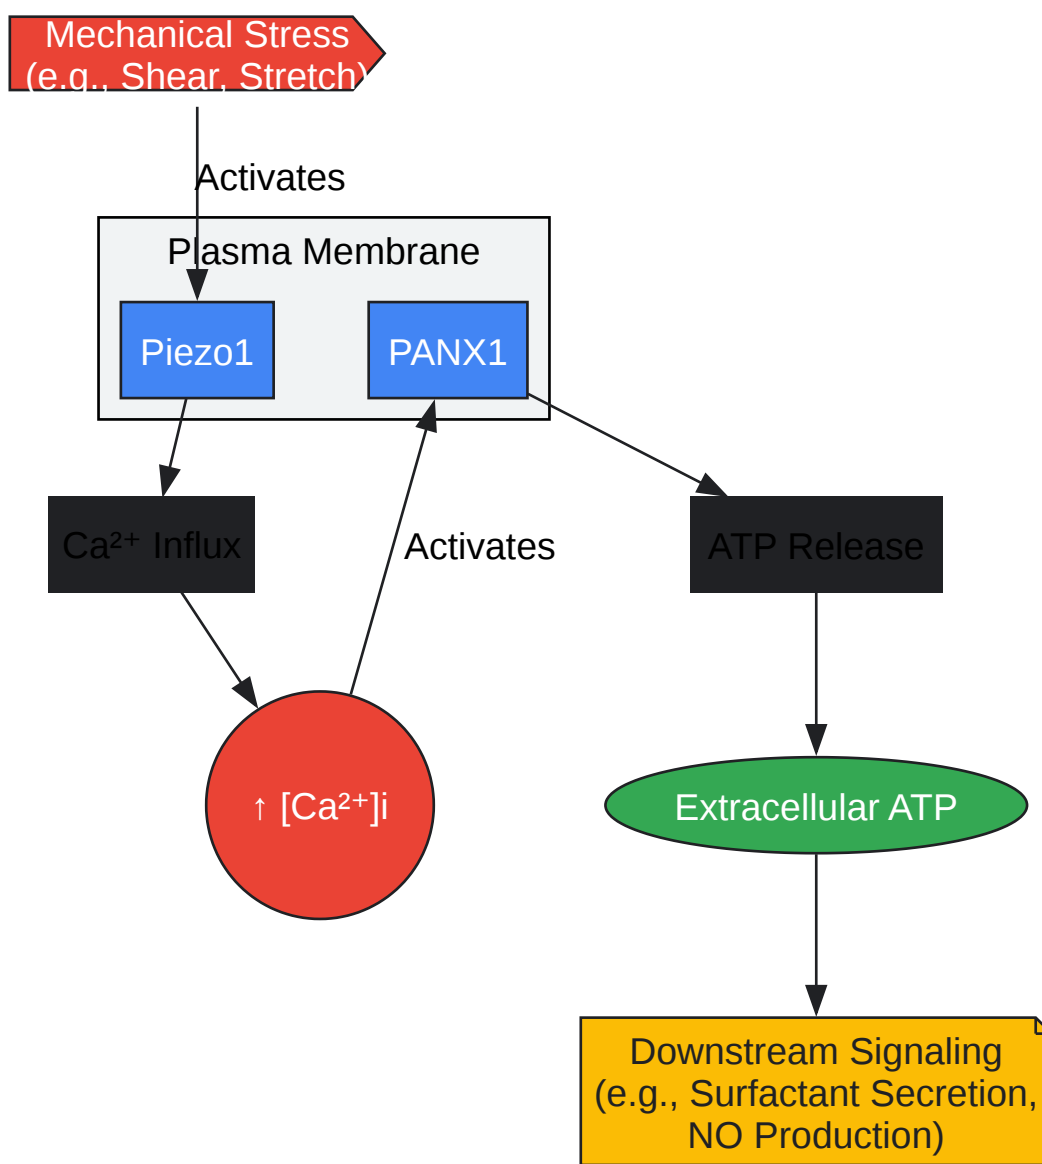 Mechanical Stress
(e.g., Shear, Stretch)
Activates
Plasma Membrane
Piezo1
PANX1
Ca²⁺ Influx
Activates
ATP Release
↑ [Ca²⁺]i
Extracellular ATP
Downstream Signaling
(e.g., Surfactant Secretion,
NO Production)